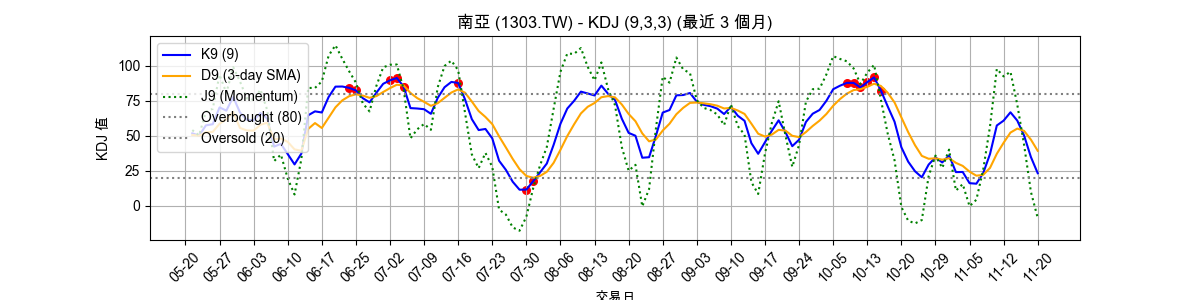 南亞 (1303.TW) - KDJ (9,3,3) (最近 3 個月)
K9 (9)
D9 (3-day SMA)
J9 (Momentum)
Overbought (80)
Oversold (20)
KDJ 值
100
75
50
25
0
05-20 05-27 06-03 06-10 06-17 06-25 07-02 07-09 07-16 07-23 07-30 08-06 08-13 08-20 08-27 09-03 09-10 09-17 09-24 10-05 10-13 10-20 10-29 11-05 11-12 11-20
交易日